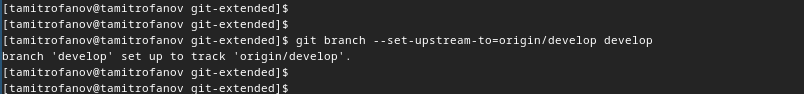 [tamitrofanov@tamitrofanov git-extended]$
[tamitrofanov@tamitrofanov git-extended]$
[tamitrofanov@tamitrofanov git-extended]$ git branch --set-upstream-to=origin/develop develop
branch 'develop' set up to track 'origin/develop'.
[tamitrofanov@tamitrofanov git-extended]$
[tamitrofanov@tamitrofanov git-extended]$